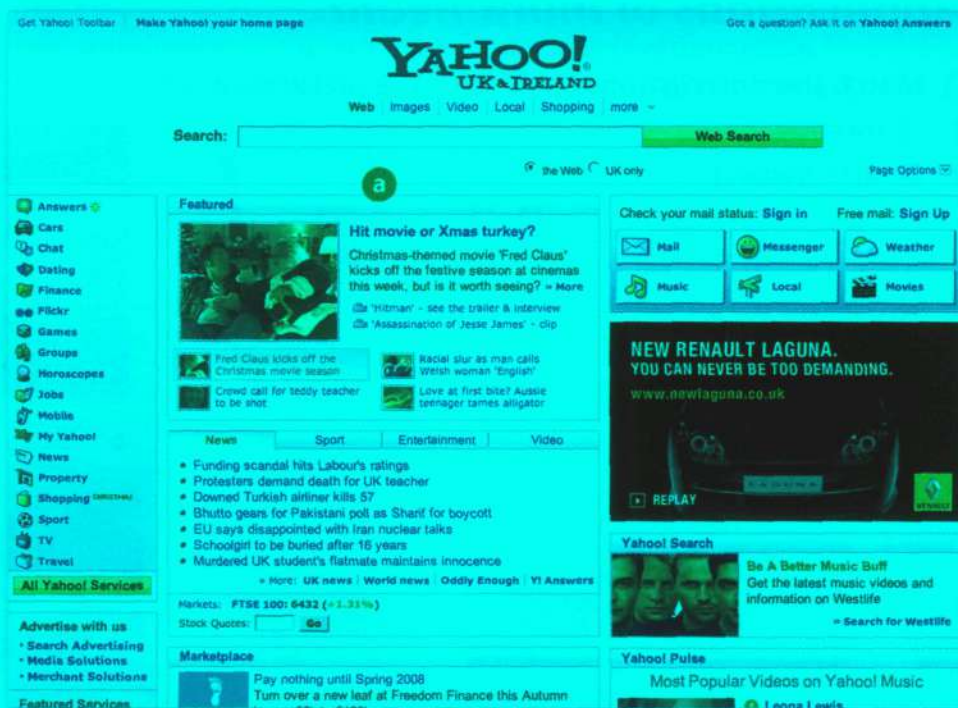 Get Yahoo! Toolbar Make Yahoo! your home page
Got a question? Ask it on Yahoo! Answers
YAHOO!
UK & IRELAND
Web Images Video Local Shopping more
Search: Web Search
the Web UK only
Page Options
a
Answers
Cars
Chat
Dating
Finance
Flickr
Games
Groups
Horoscopes
Jobs
Mobile
My Yahoo!
News
Property
Shopping CHRISTMAS
Sport
TV
Travel
All Yahoo! Services
Advertise with us
• Search Advertising
• Media Solutions
• Merchant Solutions
Featured Services
Featured
Hit movie or Xmas turkey?
Christmas-themed movie 'Fred Claus'
kicks off the festive season at cinemas
this week, but is it worth seeing? » More
'Hitman' - see the trailer & interview
'Assassination of Jesse James' - clip
Fred Claus kicks off the
Christmas movie season
Racial slur as man calls
Welsh woman 'English'
Crowd call for teddy teacher
to be shot
Love at first bite? Aussie
teenager tames alligator
News Sport Entertainment Video
• Funding scandal hits Labour's ratings
• Protesters demand death for UK teacher
• Downed Turkish airliner kills 57
• Bhutto gears for Pakistani poll as Sharif for boycott
• EU says disappointed with Iran nuclear talks
• Schoolgirl to be buried after 16 years
• Murdered UK student's flatmate maintains innocence
» More: UK news World news Oddly Enough Y! Answers
Markets: FTSE 100: 6432 (+1.31%)
Stock Quotes: Go
Marketplace
Pay nothing until Spring 2008
Turn over a new leaf at Freedom Finance this Autumn
Check your mail status: Sign in Free mail: Sign Up
Mail Messenger Weather
Music Local Movies
NEW RENAULT LAGUNA.
YOU CAN NEVER BE TOO DEMANDING.
www.newlaguna.co.uk
LAGUNA
REPLAY
RENAULT
Yahoo! Search
Be A Better Music Buff
Get the latest music videos and
information on Westlife
» Search for Westlife
Yahoo! Pulse
Most Popular Videos on Yahoo! Music
Leona Lewis